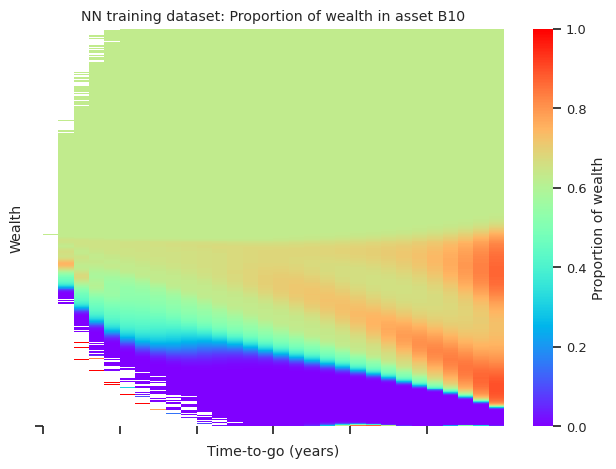 NN training dataset: Proportion of wealth in asset B10
Wealth
Time-to-go (years)
1.0
0.8
0.6
0.4
0.2
0.0
Proportion of wealth